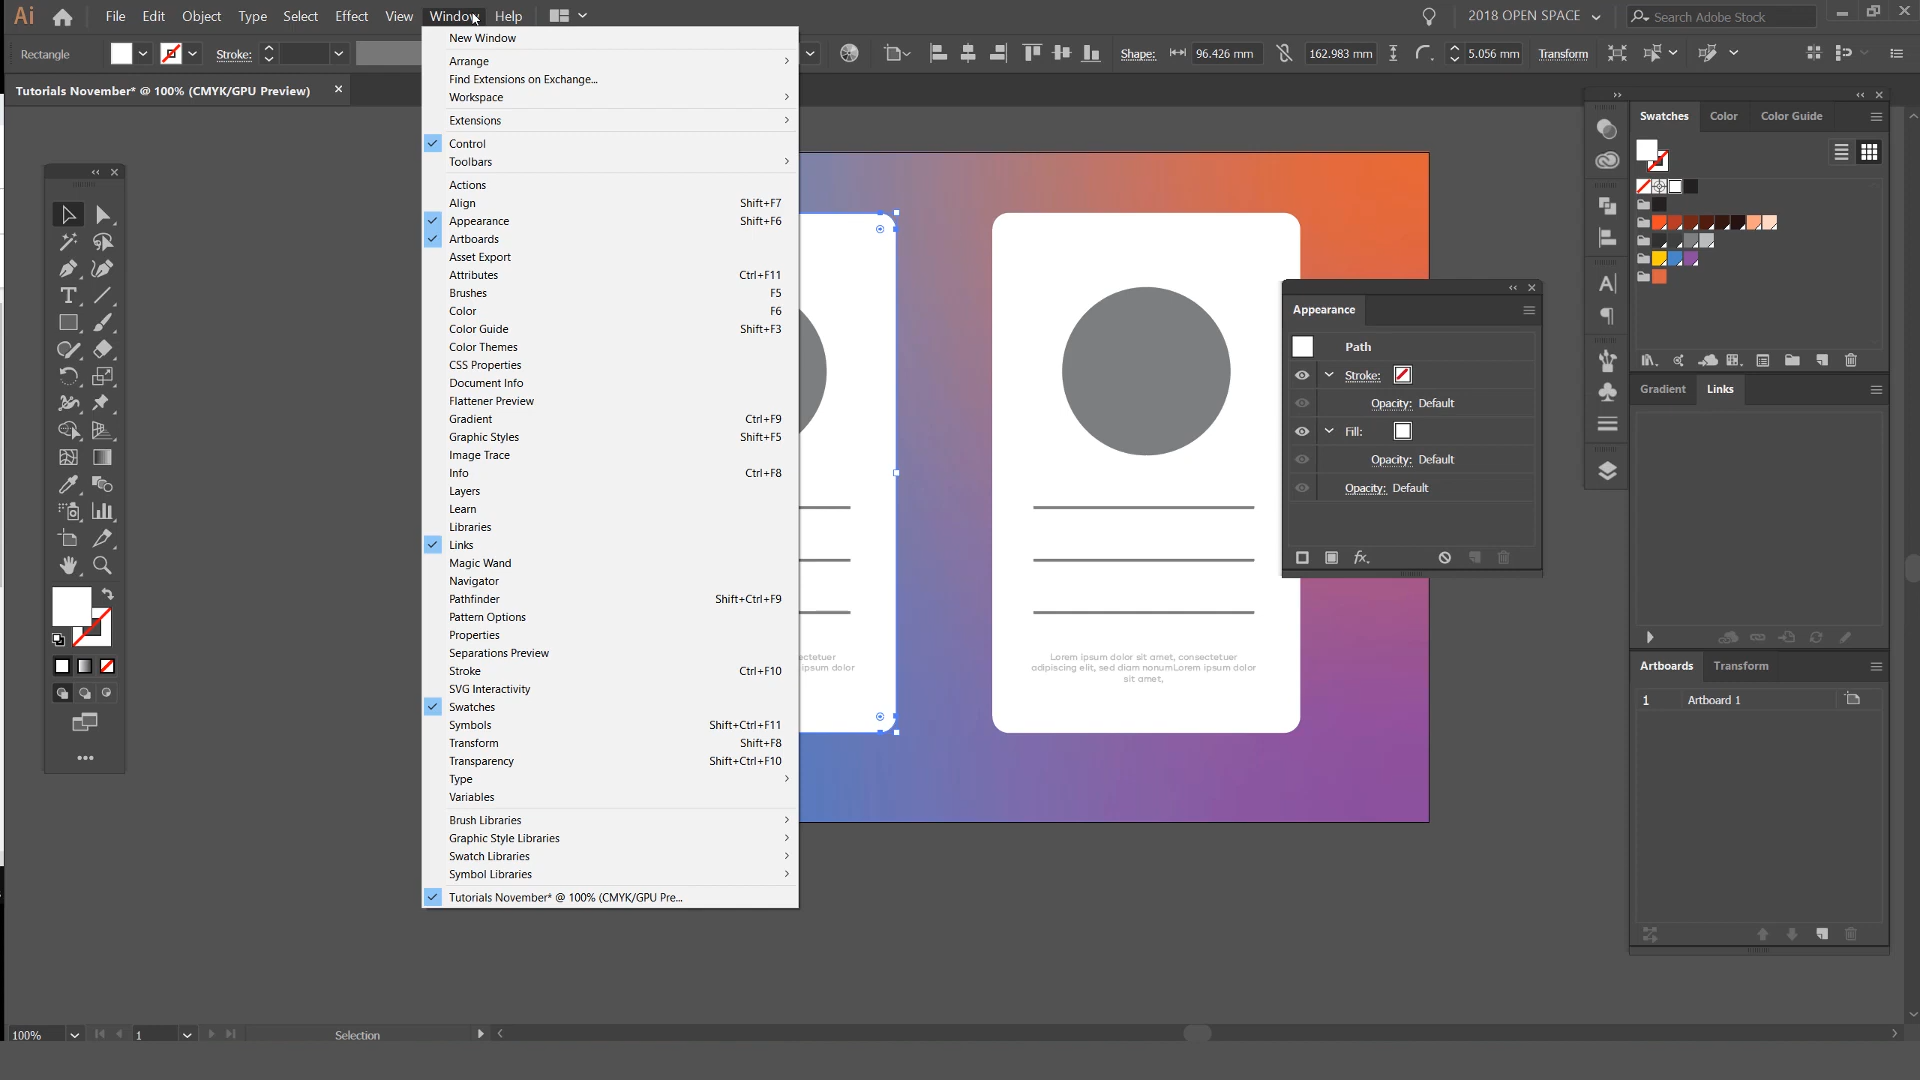 Ai File Edit Object Type Select Effect View Window Help 2018 OPEN SPACE Search Adobe Stock
Rectangle Stroke: Shape: 96.426 mm 162.983 mm 5.056 mm Transform
Tutorials November* @ 100% (CMYK/GPU Preview)
New Window
Arrange
Find Extensions on Exchange...
Workspace
Extensions
Control
Toolbars
Actions
Align Shift+F7
Appearance Shift+F6
Artboards
Asset Export
Attributes Ctrl+F11
Brushes F5
Color F6
Color Guide Shift+F3
Color Themes
CSS Properties
Document Info
Flattener Preview
Gradient Ctrl+F9
Graphic Styles Shift+F5
Image Trace
Info Ctrl+F8
Layers
Learn
Libraries
Links
Magic Wand
Navigator
Pathfinder Shift+Ctrl+F9
Pattern Options
Properties
Separations Preview
Stroke Ctrl+F10
SVG Interactivity
Swatches
Symbols Shift+Ctrl+F11
Transform Shift+F8
Transparency Shift+Ctrl+F10
Type
Variables
Brush Libraries
Graphic Style Libraries
Swatch Libraries
Symbol Libraries
Tutorials November* @ 100% (CMYK/GPU Pre...
ectetuer
ipsum dolor
Lorem ipsum dolor sit amet, consectetuer
adipiscing elit, sed diam nonumLorem ipsum dolor
sit amet,
Appearance
Path
Stroke:
Opacity: Default
Fill:
Opacity: Default
Opacity: Default
fx.
Swatches Color Color Guide
Gradient Links
Artboards Transform
1 Artboard 1
100% 1 Selection